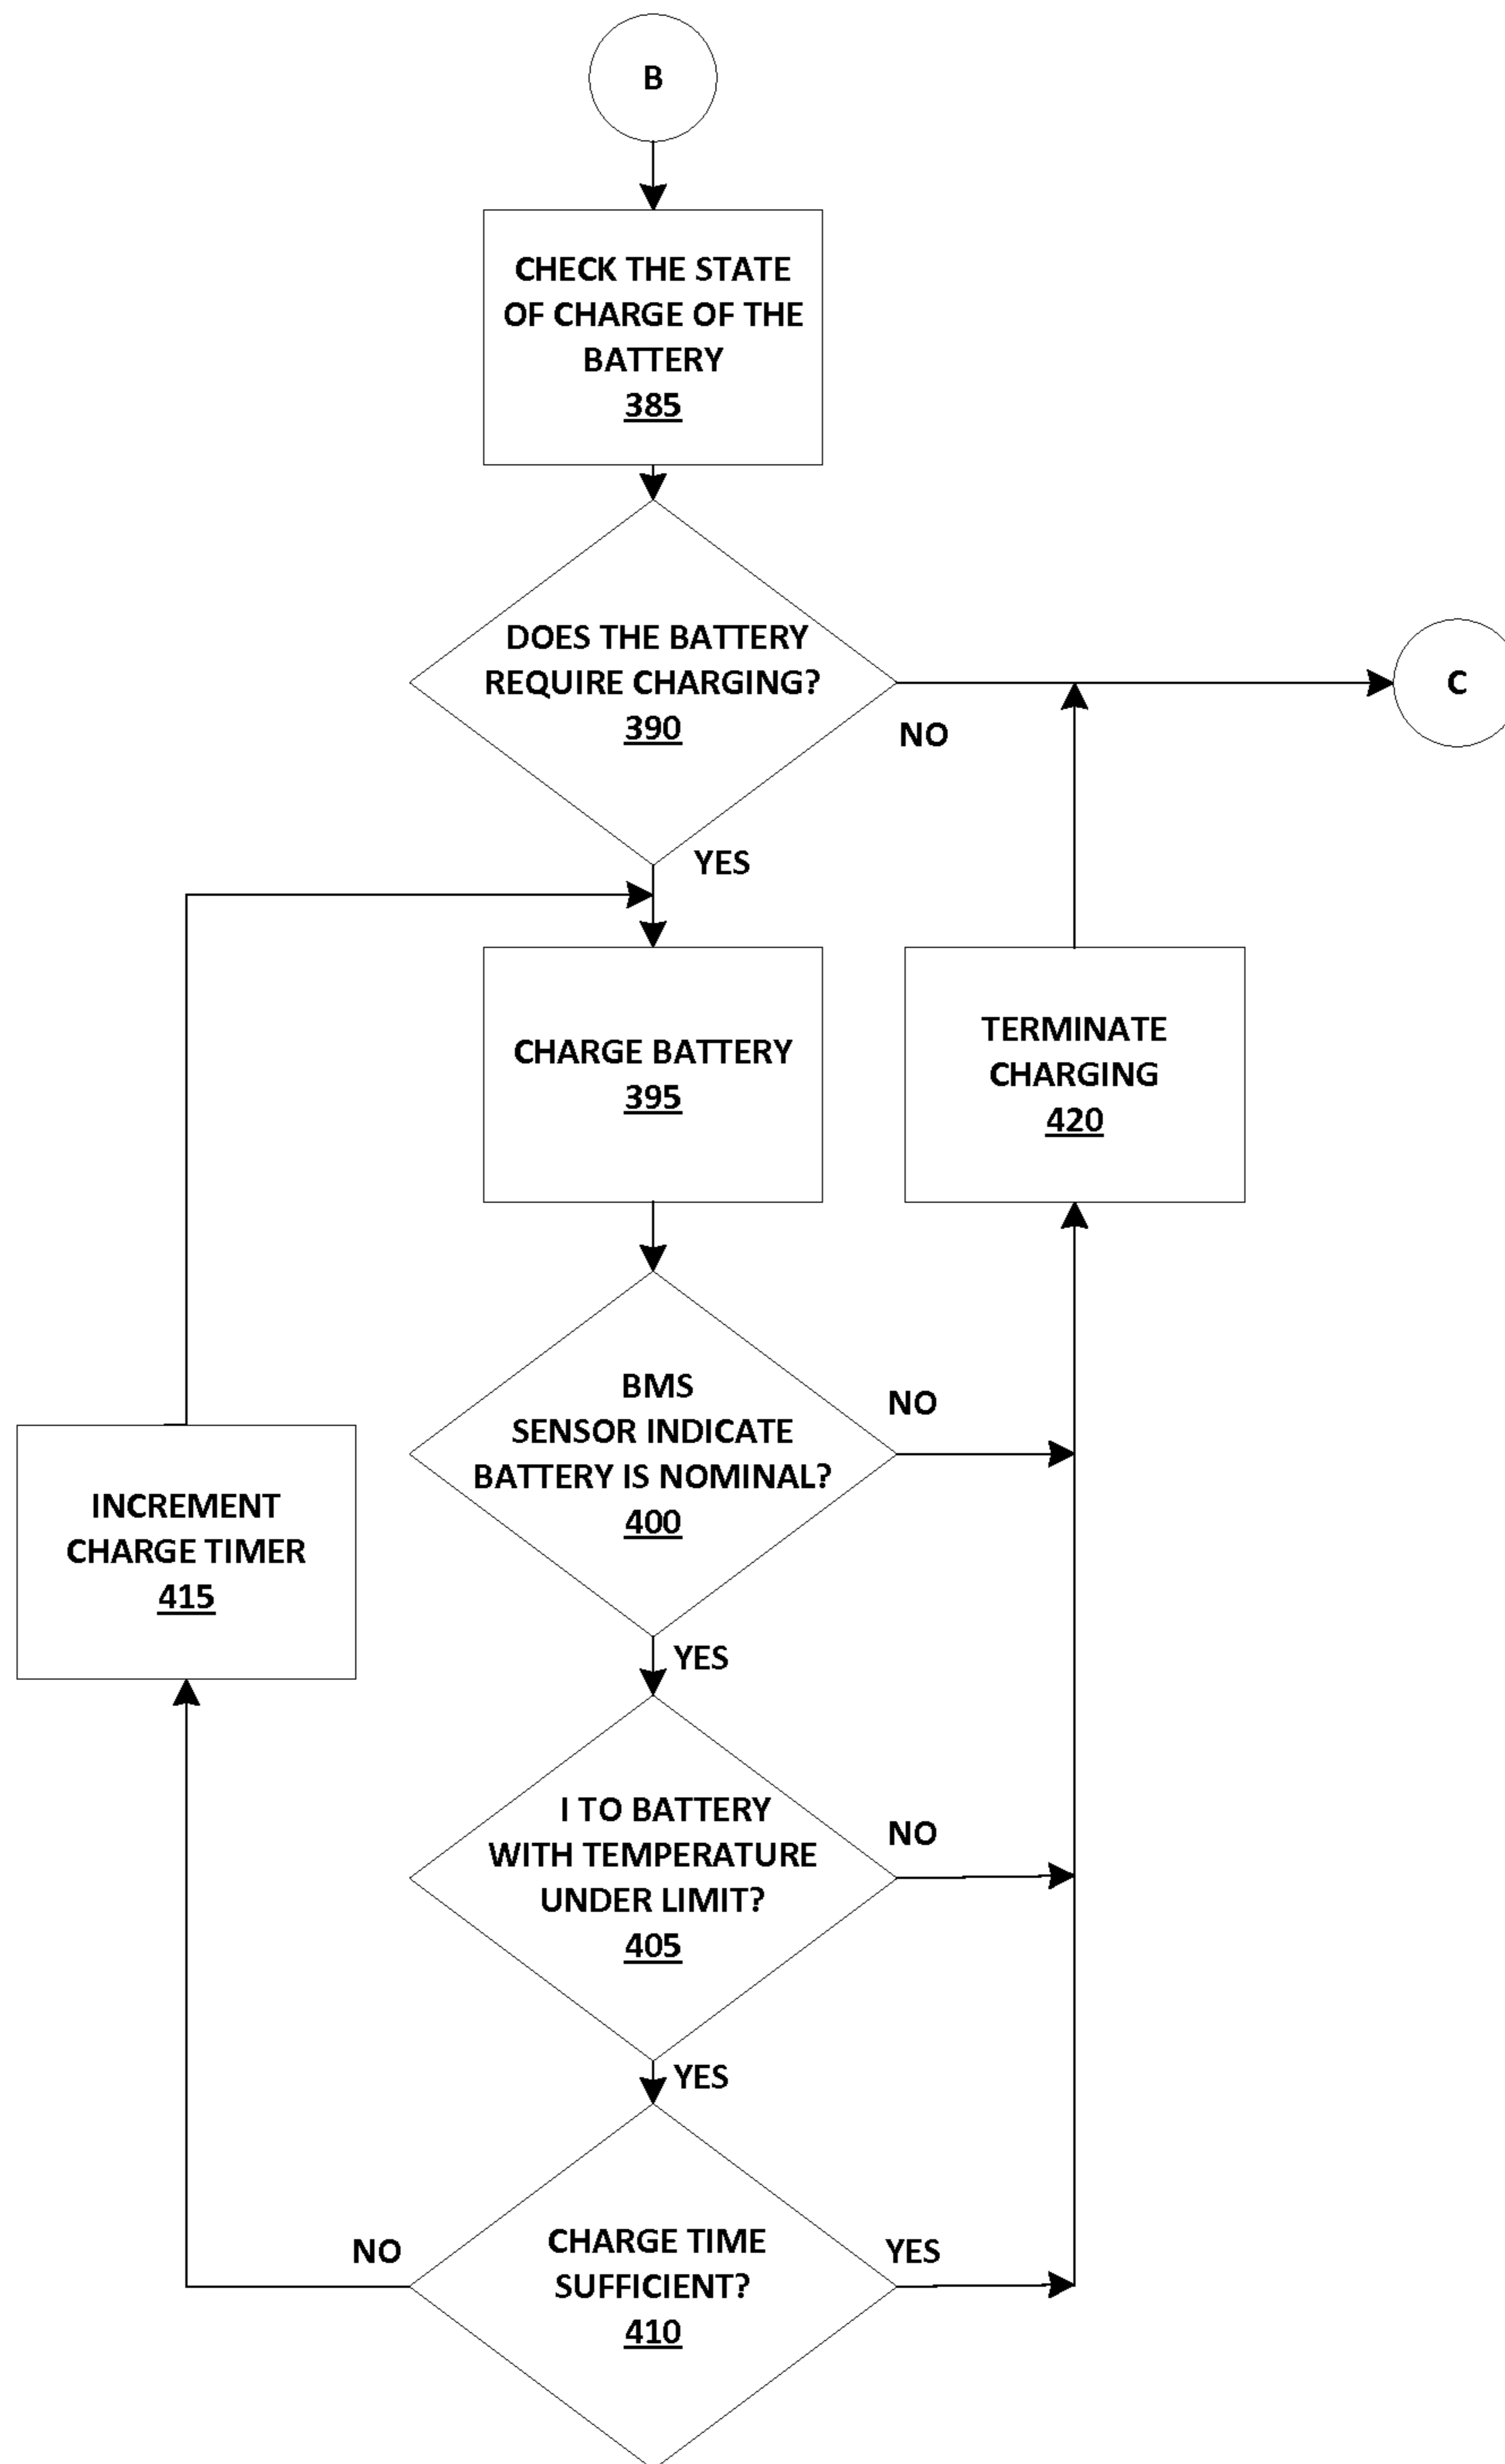 B
CHECK THE STATE
OF CHARGE OF THE
BATTERY
385
DOES THE BATTERY
REQUIRE CHARGING?
390
NO
C
YES
CHARGE BATTERY
395
TERMINATE
CHARGING
420
BMS
SENSOR INDICATE
BATTERY IS NOMINAL?
400
NO
INCREMENT
CHARGE TIMER
415
YES
I TO BATTERY
WITH TEMPERATURE
UNDER LIMIT?
405
NO
YES
NO
CHARGE TIME
SUFFICIENT?
410
YES